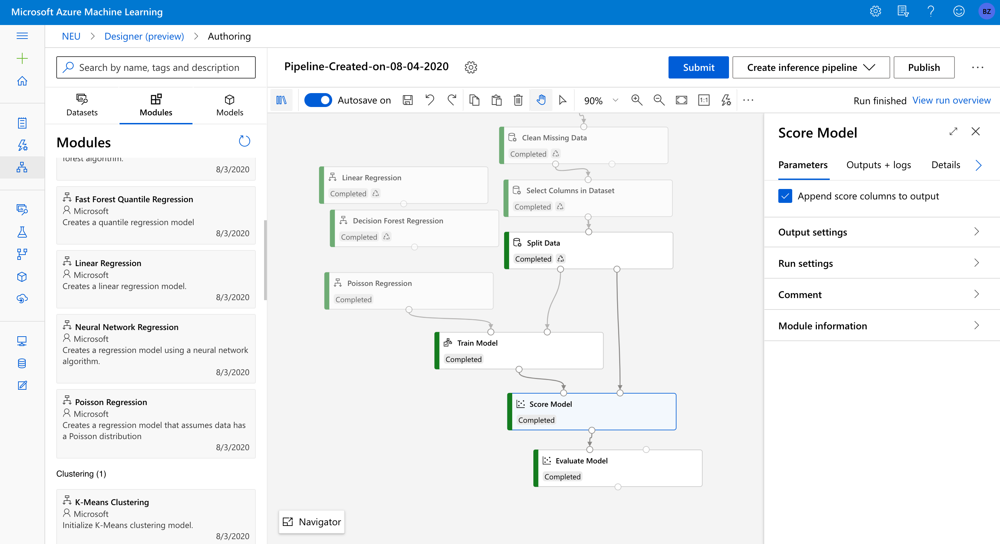 Microsoft Azure Machine Learning
BZ
NEU > Designer (preview) > Authoring
Search by name, tags and description
Datasets
Modules
Models
Modules
forest algorithm.
8/3/2020
Fast Forest Quantile Regression
Microsoft
Creates a quantile regression model
8/3/2020
Linear Regression
Microsoft
Creates a linear regression model.
8/3/2020
Neural Network Regression
Microsoft
Creates a regression model using a neural network
algorithm.
8/3/2020
Poisson Regression
Microsoft
Creates a regression model that assumes data has
a Poisson distribution
8/3/2020
Clustering (1)
K-Means Clustering
Microsoft
Initialize K-Means clustering model.
8/3/2020
Pipeline-Created-on-08-04-2020
Submit
Create inference pipeline
Publish
Autosave on
90%
1:1
Run finished View run overview
Clean Missing Data
Completed
Linear Regression
Completed
Select Columns in Dataset
Completed
Decision Forest Regression
Completed
Split Data
Completed
Poisson Regression
Completed
Train Model
Completed
Score Model
Completed
Evaluate Model
Completed
Navigator
Score Model
Parameters
Outputs + logs
Details
Append score columns to output
Output settings
Run settings
Comment
Module information